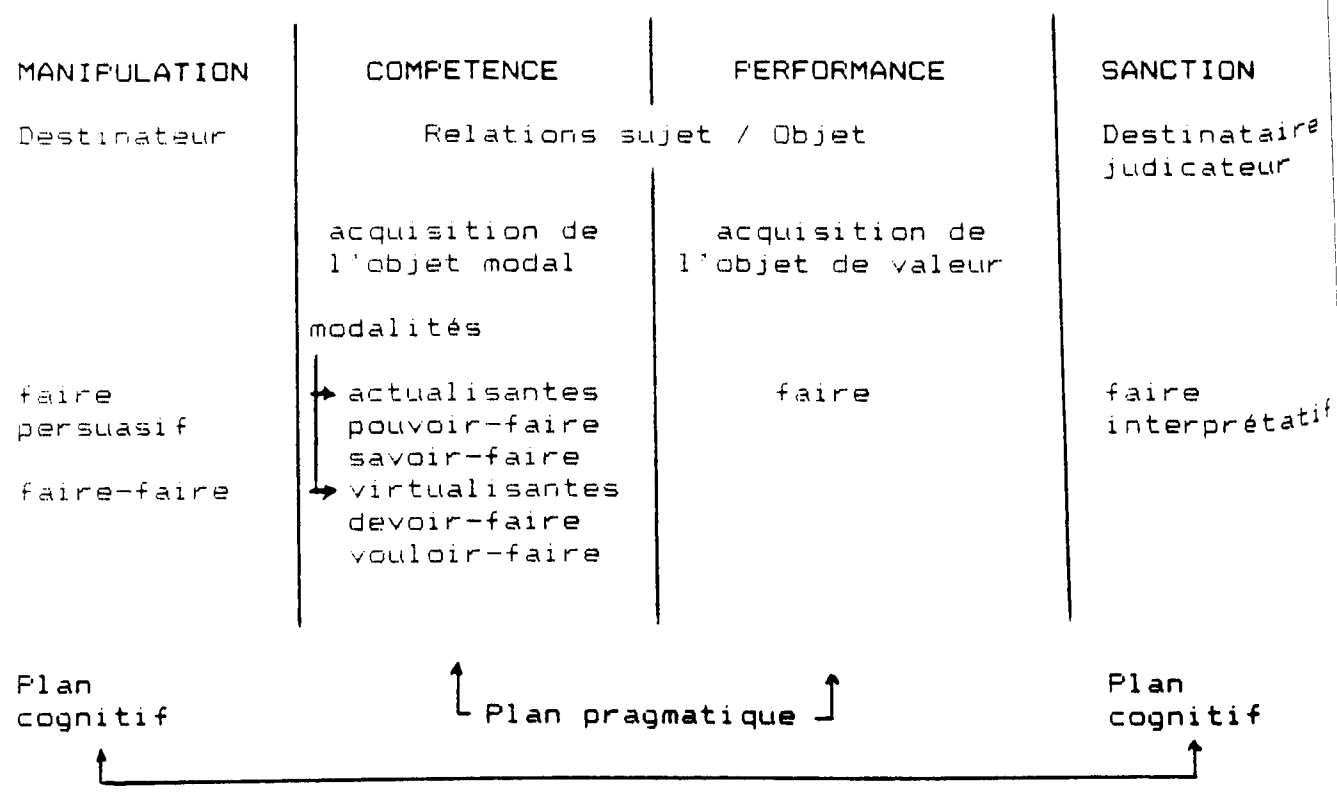 MANIPULATION COMPETENCE PERFORMANCE SANCTION
Destinateur Relations sujet / Objet Destinataire
judicateur
acquisition de acquisition de
l'objet modal l'objet de valeur
modalités
faire actualisantes faire faire
persuasif pouvoir-faire interprétatif
savoir-faire
faire-faire virtualisantes
devoir-faire
vouloir-faire
Plan Plan
cognitif Plan pragmatique cognitif